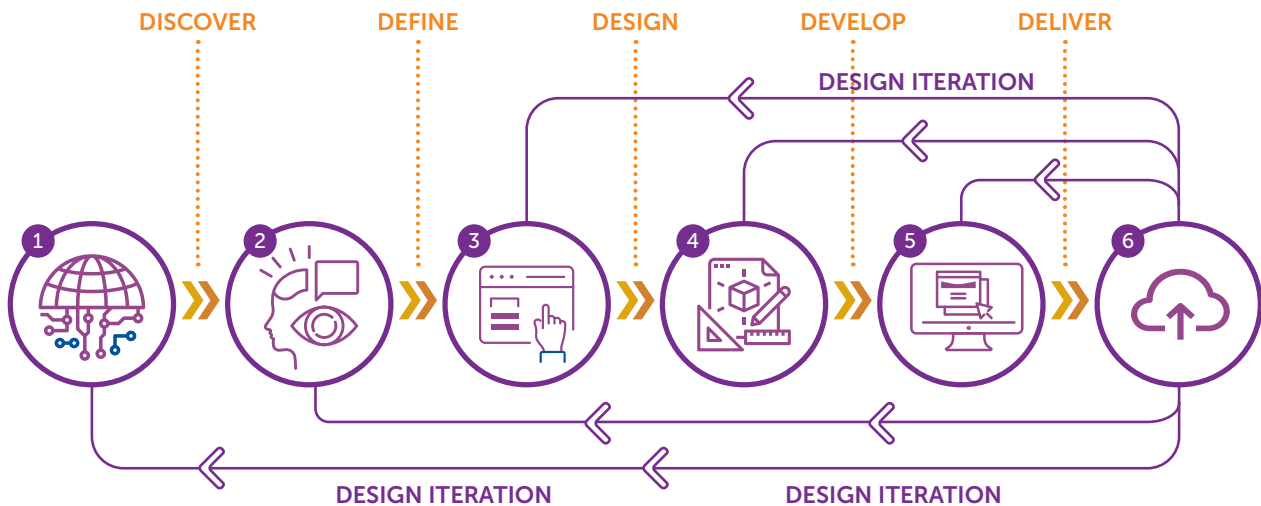 DISCOVER
DEFINE
DESIGN
DEVELOP
DELIVER
DESIGN ITERATION
1
2
3
4
5
6
DESIGN ITERATION
DESIGN ITERATION